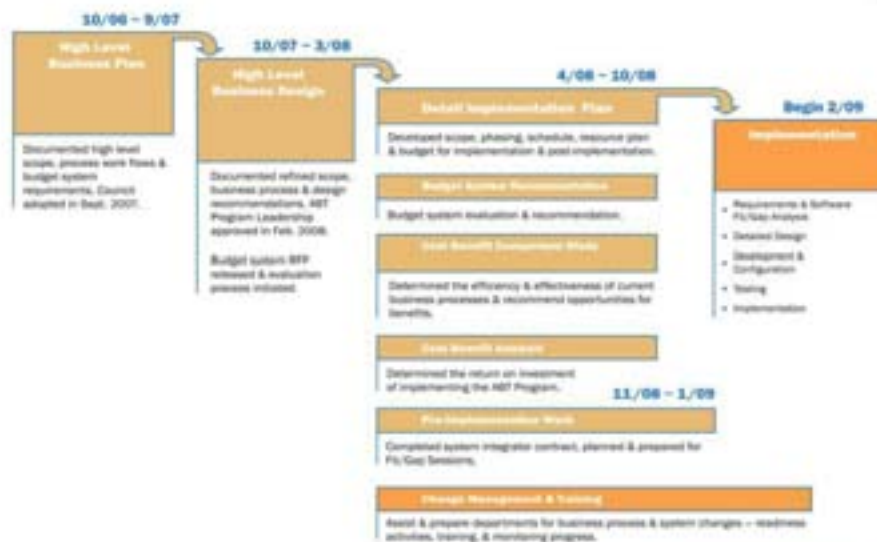 10/06 – 9/07
High Level
Business Plan
Documented high level
scope, process work flows &
budget system
requirements. Council
adopted in Sept. 2007.
10/07 – 3/08
High Level
Business Design
Documented refined scope,
business process & design
recommendations. ABT
Program Leadership
approved in Feb. 2008.
Budget system RFP
released & evaluation
process initiated.
4/08 – 10/08
Detail Implementation Plan
Developed scope, phasing, schedule, resource plan
& budget for implementation & post-implementation.
Budget System Recommendation
Budget system evaluation & recommendation.
Cost Benefit
Determined the efficiency & effectiveness of current
business processes & recommend opportunities for
benefits.
Cost Benefit Analysis
Determined the return on investment
of implementing the ABT Program.
11/08 – 1/09
Pre-Implementation Work
Completed system integrator contract, planned & prepared for
Fit/Gap Sessions.
Change Management & Training
Assist & prepare departments for business process & system changes – readiness
activities, training, & monitoring progress.
Begin 2/09
Implementation
• Requirements & Software
Fit/Gap Analysis
• Detailed Design
• Development &
Configuration
• Testing
• Implementation